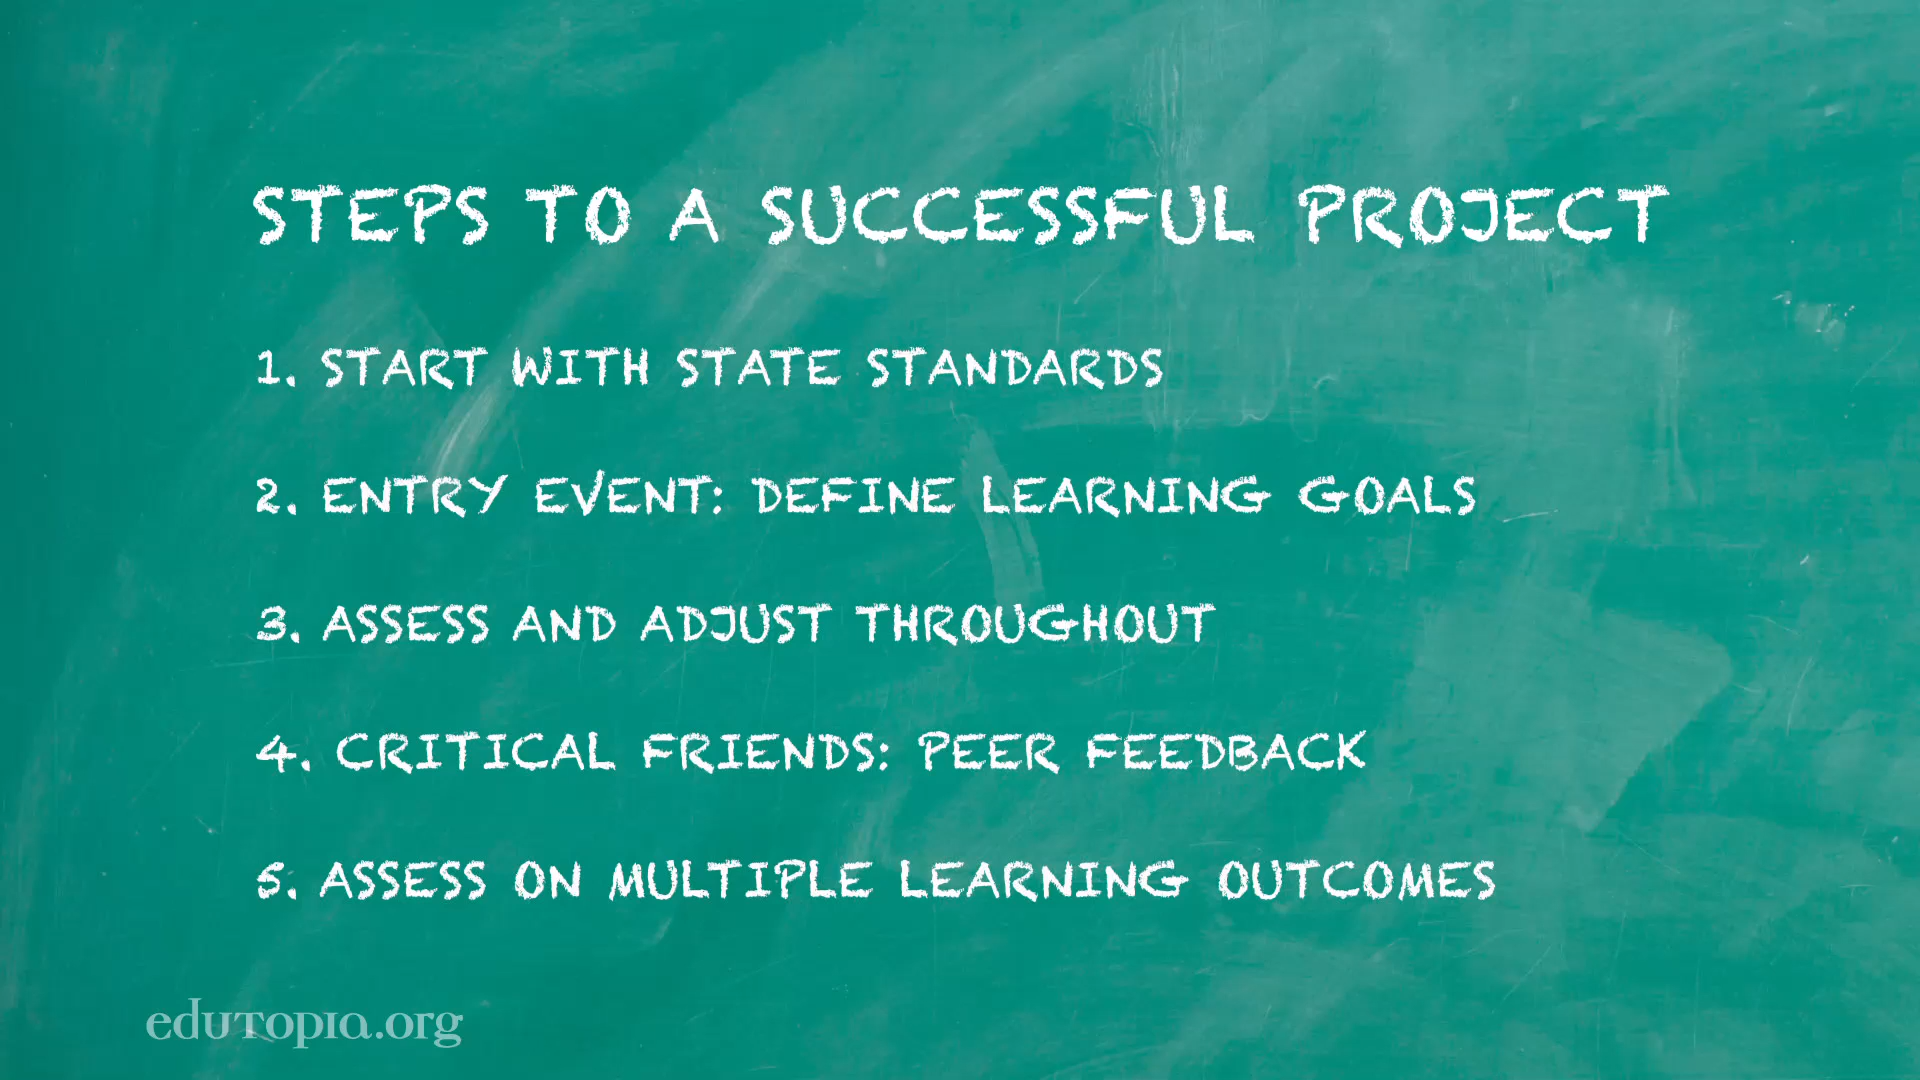 STEPS TO A SUCCESSFUL PROJECT
1. START WITH STATE STANDARDS
2. ENTRY EVENT: DEFINE LEARNING GOALS
3. ASSESS AND ADJUST THROUGHOUT
4. CRITICAL FRIENDS: PEER FEEDBACK
5. ASSESS ON MULTIPLE LEARNING OUTCOMES
edutopia.org